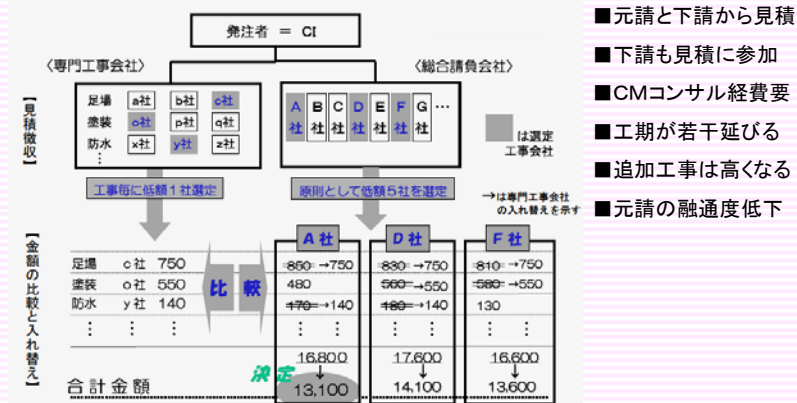 発注者 = CI
〈専門工事会社〉
〈総合請負会社〉
【見積徴収】
足場 a社 b社 c社
塗装 o社 p社 q社
防水 x社 y社 z社
⋮
A社 B社 C社 D社 E社 F社 G社 …
は選定
工事会社
工事毎に低額1社選定
原則として低額5社を選定
→は専門工事会社
の入れ替えを示す
【金額の比較と入れ替え】
A社
D社
F社
足場 c社 750
塗装 o社 550
防水 y社 140
⋮ ⋮ ⋮
比較
850 →750
480
170→140
⋮ ⋮
16,800
↓
13,100
830 →750
560→550
180→140
⋮ ⋮
17,600
↓
14,100
810 →750
580→550
130
⋮ ⋮
16,600
↓
13,600
決定
合計金額
■元請と下請から見積
■下請も見積に参加
■CMコンサル経費要
■工期が若干延びる
■追加工事は高くなる
■元請の融通度低下